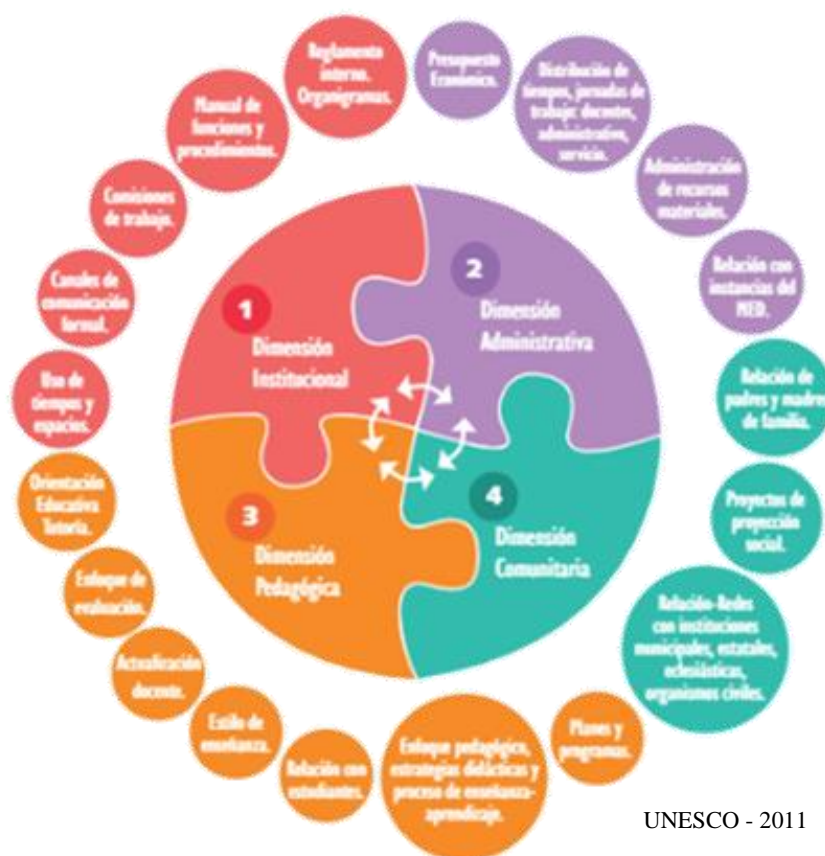 Reglamento
interno.
Organigramas.
Presupuesto
Económico.
Distribución de
tiempos, jornadas de
trabajo: docentes,
administrativo,
servicio.
Manual de
funciones y
procedimientos.
Administración
de recursos
materiales.
Comisiones
de trabajo.
Relación con
instancias del
MED.
Canales de
comunicación
formal.
1
Dimensión
Institucional
2
Dimensión
Administrativa
Uso de
tiempos y
espacios.
Relación de
padres y madres
de familia.
Orientación
Educativa
Tutoría.
3
Dimensión
Pedagógica
4
Dimensión
Comunitaria
Proyectos de
proyección
social.
Enfoque de
evaluación.
Relación-Redes
con instituciones
municipales, estatales,
eclesiásticas,
organismos civiles.
Actualización
docente.
Estilo de
enseñanza.
Relación con
estudiantes.
Enfoque pedagógico,
estrategias didácticas y
proceso de enseñanza-
aprendizaje.
Planes y
programas.
UNESCO - 2011